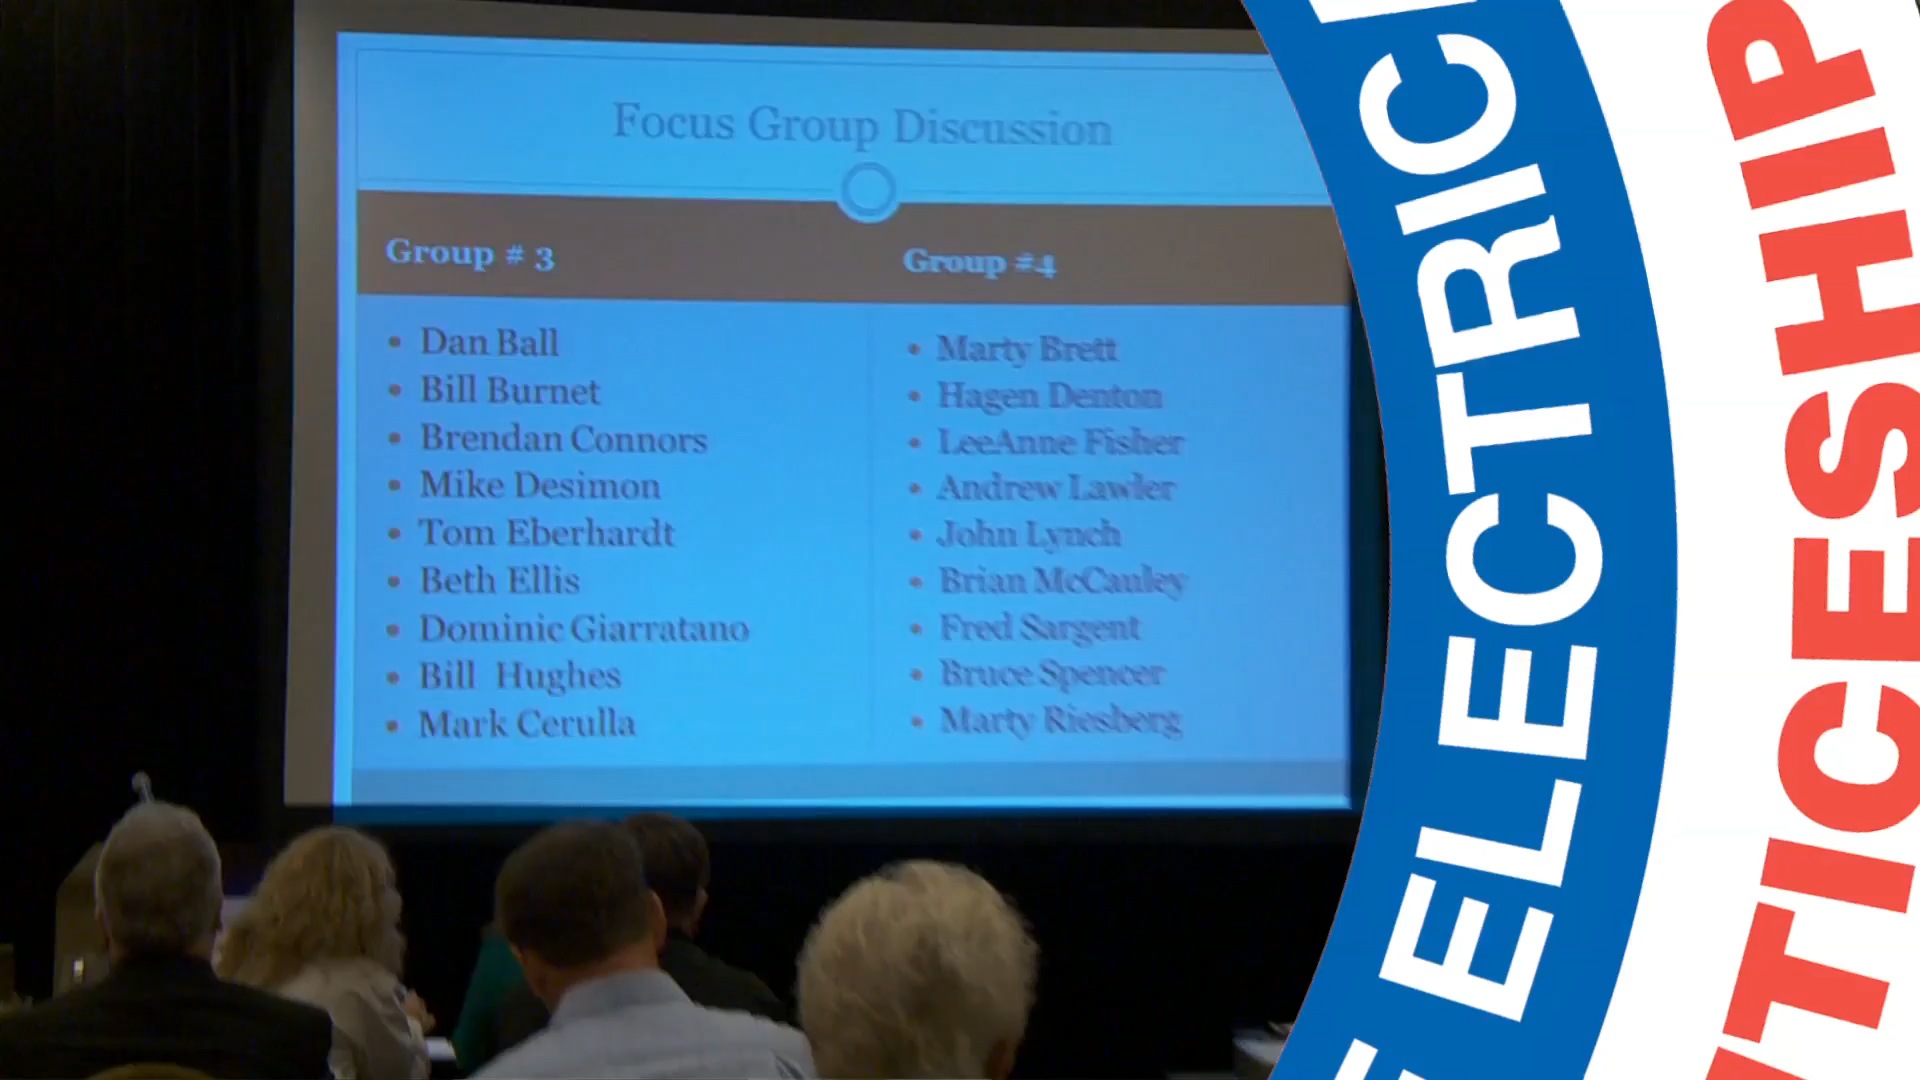 Focus Group Discussion
Group # 3
Dan Ball
Bill Burnet
Brendan Connors
Mike Desimon
Tom Eberhardt
Beth Ellis
Dominic Giarratano
Bill Hughes
Mark Cerulla
Group #4
Marty Brett
Hagen Denton
LeeAnne Fisher
Andrew Lawler
John Lynch
Brian McCauley
Fred Sargent
Bruce Spencer
Marty Riesberg
ELECTRIC
TICESHIP